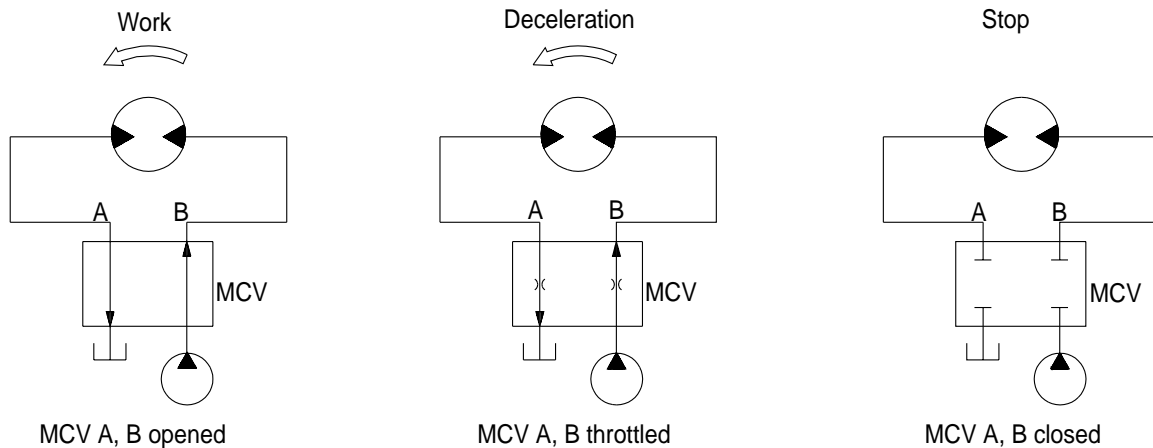 Work
A
B
MCV
MCV A, B opened
Deceleration
A
B
MCV
MCV A, B throttled
Stop
A
B
MCV
MCV A, B closed